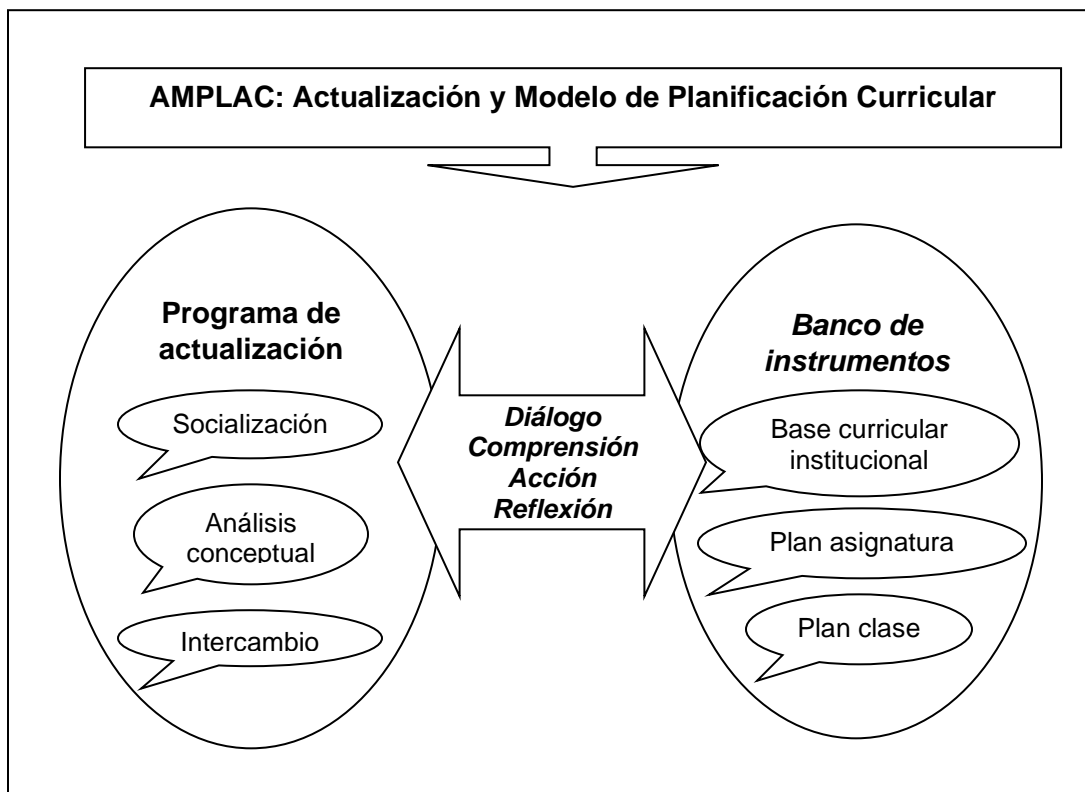 AMPLAC: Actualización y Modelo de Planificación Curricular
Programa de
actualización
Socialización
Análisis
conceptual
Intercambio
Diálogo
Comprensión
Acción
Reflexión
Banco de
instrumentos
Base curricular
institucional
Plan asignatura
Plan clase